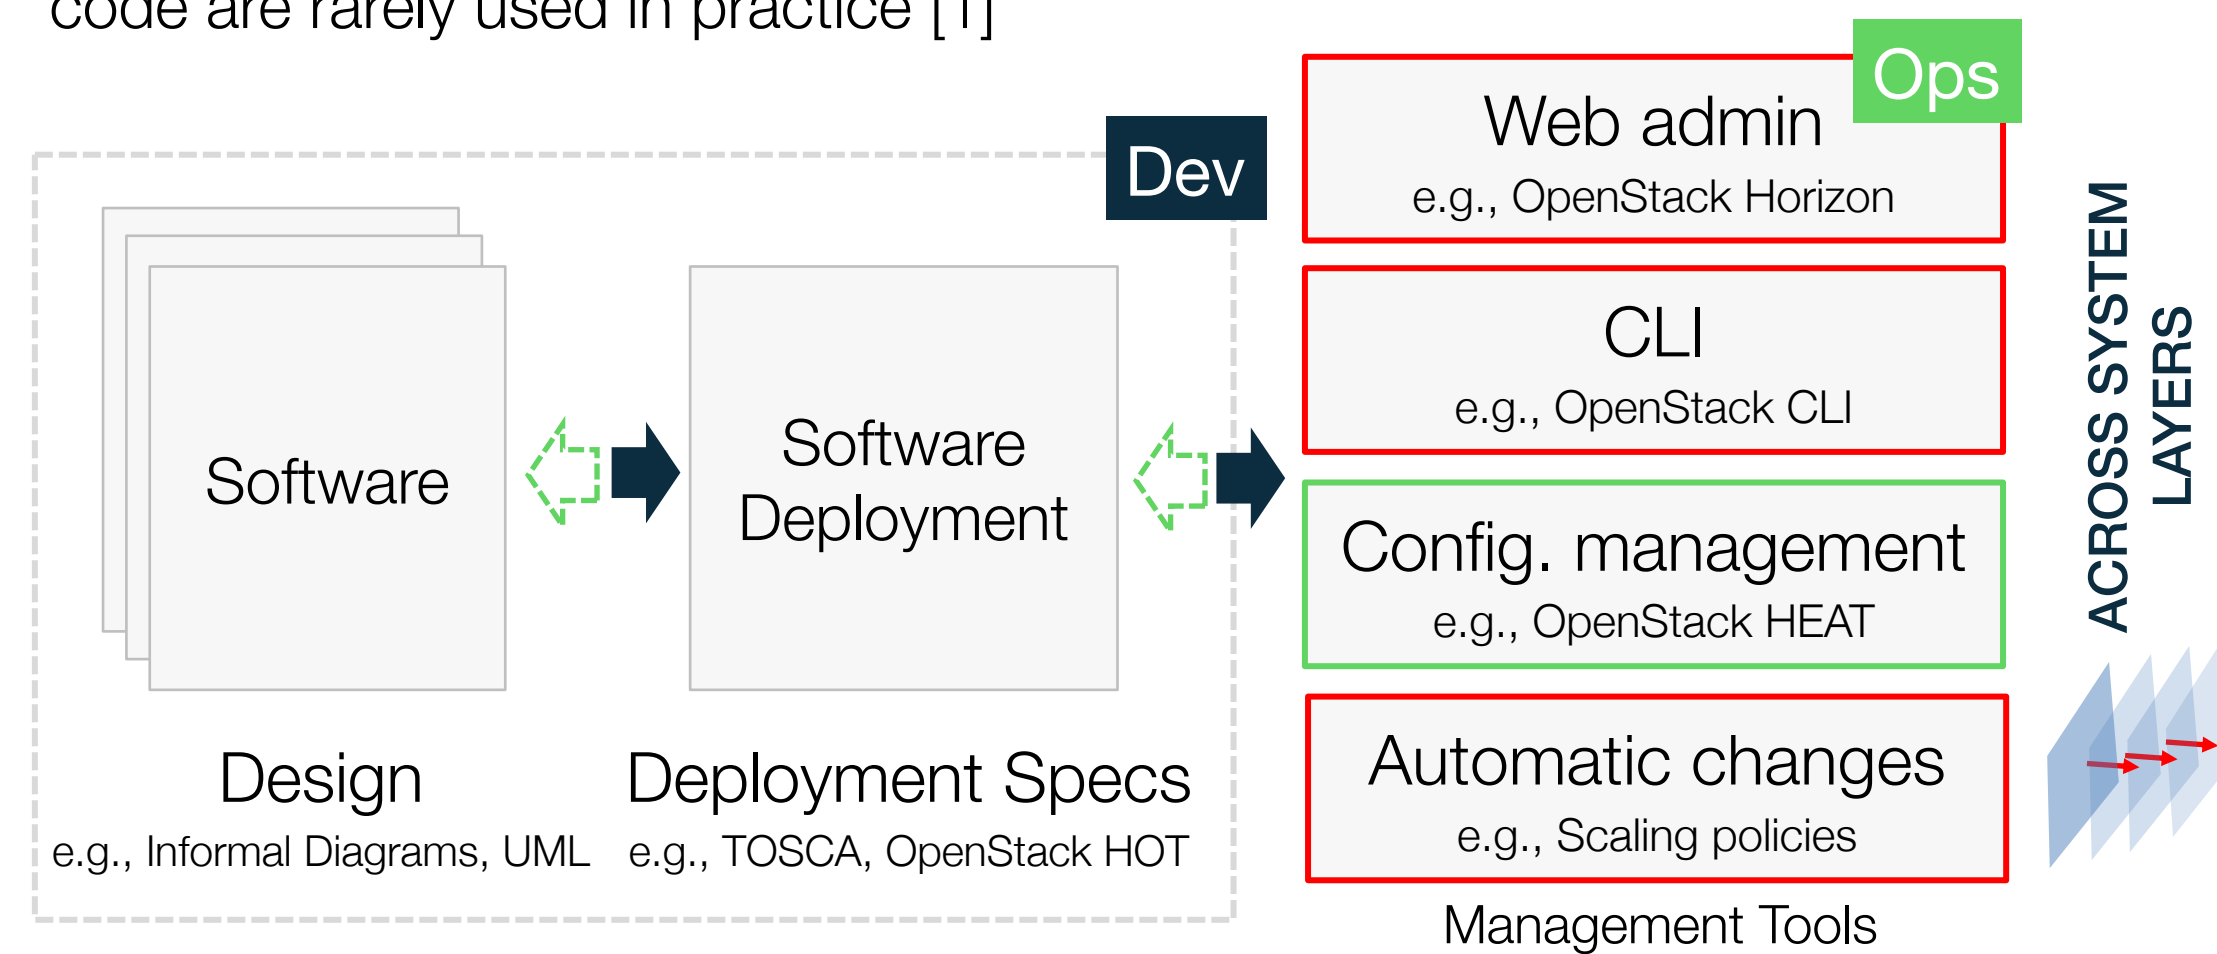 code are rarely used in practice [1]
Ops
Web admin
e.g., OpenStack Horizon
Dev
CLI
e.g., OpenStack CLI
Software
Software
Deployment
Config. management
e.g., OpenStack HEAT
Design
e.g., Informal Diagrams, UML
Deployment Specs
e.g., TOSCA, OpenStack HOT
Automatic changes
e.g., Scaling policies
Management Tools
ACROSS SYSTEM
LAYERS